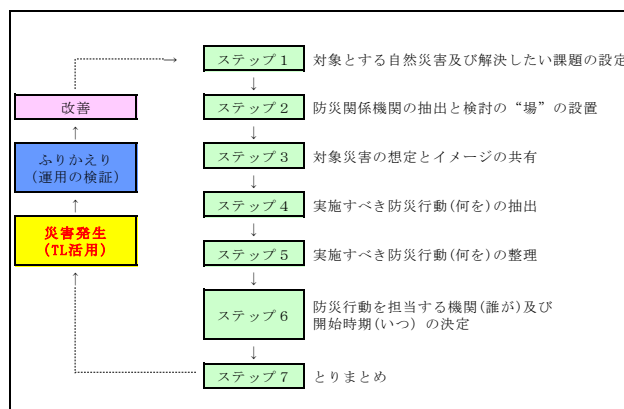 ステップ1 対象とする自然災害及び解決したい課題の設定
↓
改善 ステップ2 防災関係機関の抽出と検討の“場”の設置
↑ ↓
ふりかえり
(運用の検証)
ステップ3 対象災害の想定とイメージの共有
↓
↑ ステップ4 実施すべき防災行動(何を)の抽出
災害発生
(TL活用)
↓
ステップ5 実施すべき防災行動(何を)の整理
↑ ↓
ステップ6 防災行動を担当する機関(誰が)及び
開始時期(いつ) の決定
↓
ステップ7 とりまとめ